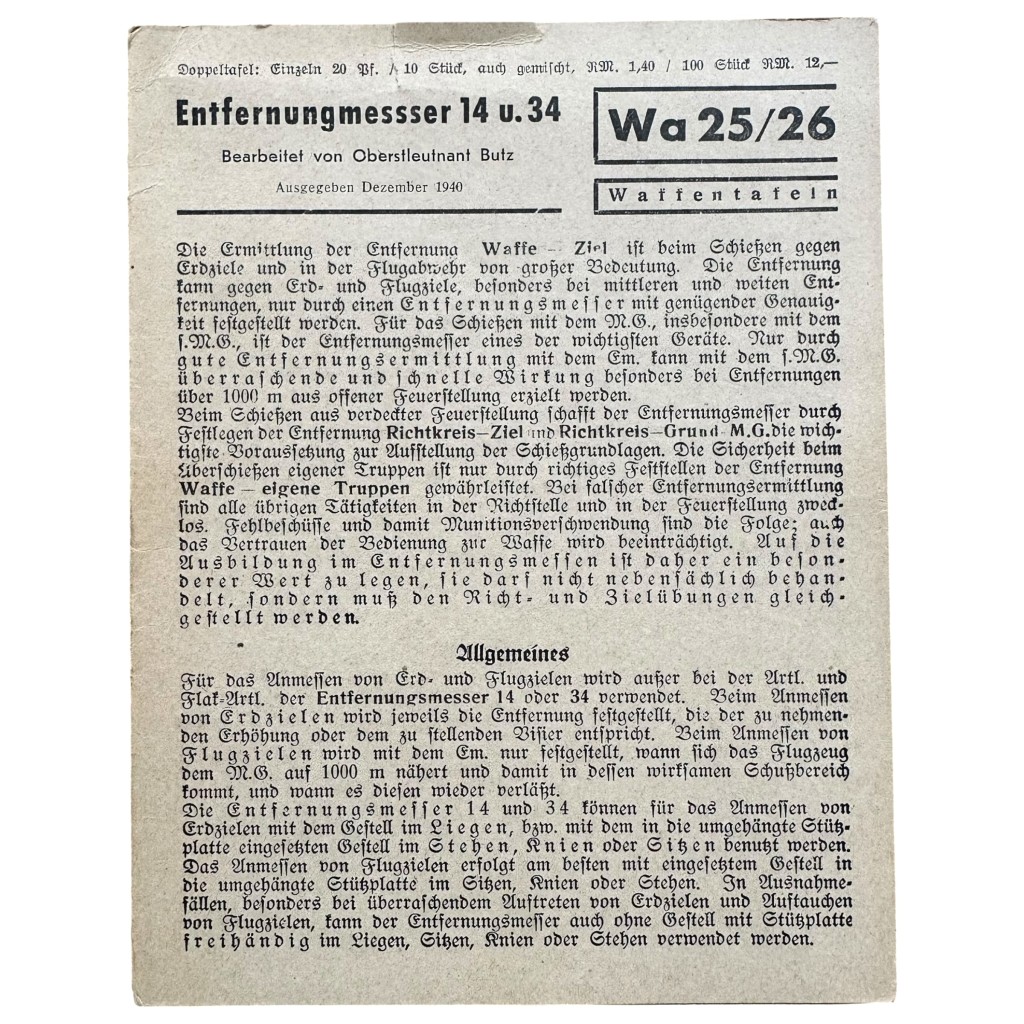 Doppeltafel: Einzeln 20 Pf. / 10 Stück, auch gemischt, RM. 1,40 / 100 Stück RM. 12,—
Entfernungmessser 14 u. 34
Wa 25/26
Bearbeitet von Oberstleutnant Butz
Ausgegeben Dezember 1940
Waffentafeln
Die Ermittlung der Entfernung Waffe — Ziel ist beim Schießen gegen
Erdziele und in der Flugabwehr von großer Bedeutung. Die Entfernung
kann gegen Erd- und Flugziele, besonders bei mittleren und weiten Ent-
fernungen, nur durch einen Entfernungsmesser mit genügender Genauig-
keit festgestellt werden. Für das Schießen mit dem M.G., insbesondere mit dem
s.M.G., ist der Entfernungsmesser eines der wichtigsten Geräte. Nur durch
gute Entfernungsermittlung mit dem Em. kann mit dem s.M.G.
überraschende und schnelle Wirkung besonders bei Entfernungen
über 1000 m aus offener Feuerstellung erzielt werden.
Beim Schießen aus verdeckter Feuerstellung schafft der Entfernungsmesser durch
Festlegen der Entfernung Richtkreis—Ziel und Richtkreis—Grund-M.G. die wich-
tigste Voraussetzung zur Aufstellung der Schießgrundlagen. Die Sicherheit beim
Überschießen eigener Truppen ist nur durch richtiges Feststellen der Entfernung
Waffe — eigene Truppen gewährleistet. Bei falscher Entfernungsermittlung
sind alle übrigen Tätigkeiten in der Richtstelle und in der Feuerstellung zweck-
los. Fehlbeschüsse und damit Munitionsverschwendung sind die Folge; auch
das Vertrauen der Bedienung zur Waffe wird beeinträchtigt. Auf die
Ausbildung im Entfernungsmessen ist daher ein beson-
derer Wert zu legen, sie darf nicht nebensächlich behan-
delt, sondern muß den Richt- und Zielübungen gleich-
gestellt werden.
Allgemeines
Für das Anmessen von Erd- und Flugzielen wird außer bei der Artl. und
Flak-Artl. der Entfernungsmesser 14 oder 34 verwendet. Beim Anmessen
von Erdzielen wird jeweils die Entfernung festgestellt, die der zu nehmen-
den Erhöhung oder dem zu stellenden Visier entspricht. Beim Anmessen von
Flugzielen wird mit dem Em. nur festgestellt, wann sich das Flugzeug
dem M.G. auf 1000 m nähert und damit in dessen wirksamen Schußbereich
kommt, und wann es diesen wieder verläßt.
Die Entfernungsmesser 14 und 34 können für das Anmessen von
Erdzielen mit dem Gestell im Liegen, bzw. mit dem in die umgehängte Stütz-
platte eingesetzten Gestell im Stehen, Knien oder Sitzen benutzt werden.
Das Anmessen von Flugzielen erfolgt am besten mit eingesetztem Gestell in
die umgehängte Stützplatte im Sitzen, Knien oder Stehen. In Ausnahme-
fällen, besonders bei überraschendem Auftreten von Erdzielen und Auftauchen
von Flugzielen, kann der Entfernungsmesser auch ohne Gestell mit Stützplatte
freihändig im Liegen, Sitzen, Knien oder Stehen verwendet werden.